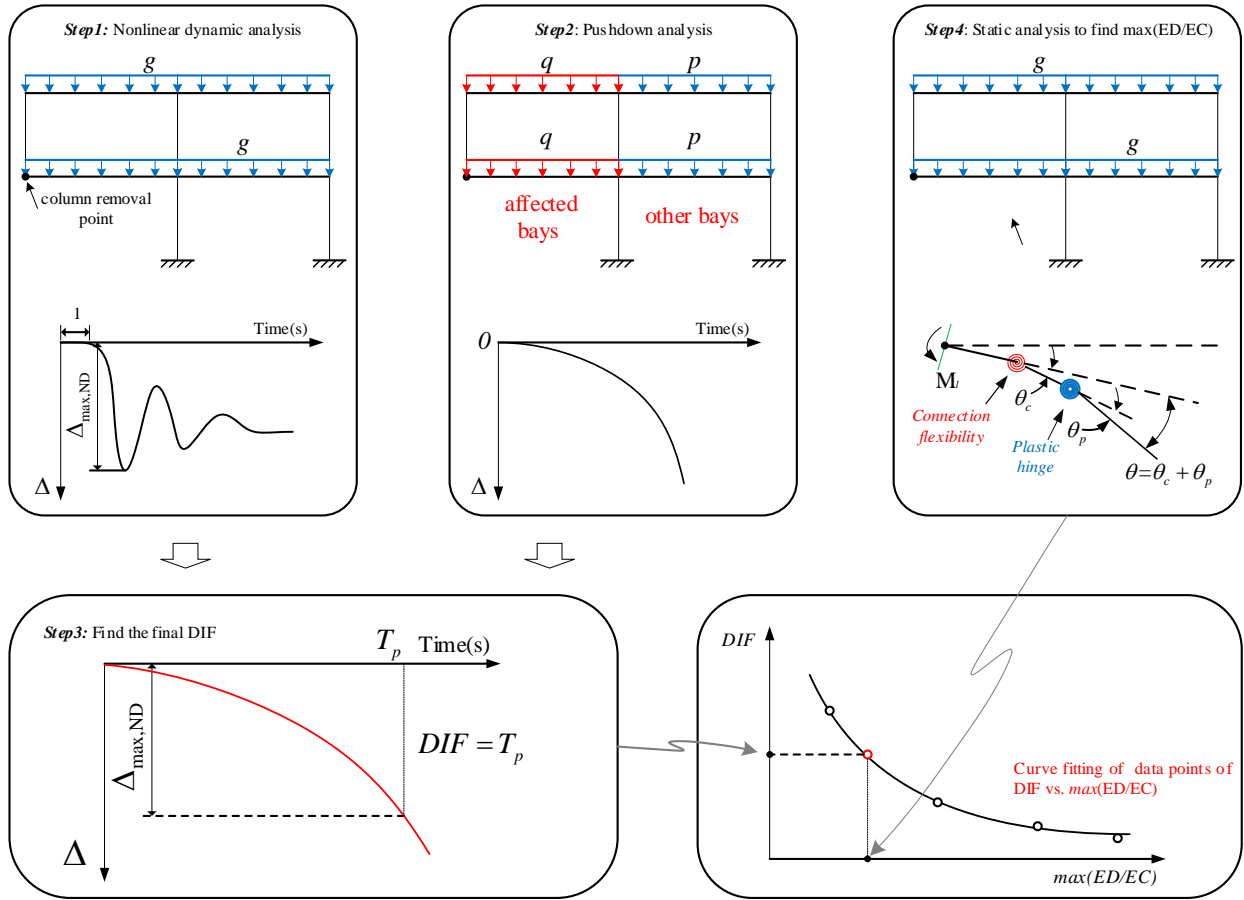 Step1: Nonlinear dynamic analysis
g
g
column removal
point
1
Time(s)
Δmax,ND
Δ
Step2: Pushdown analysis
q
p
q
p
affected
bays
other bays
0
Time(s)
Δ
Step4: Static analysis to find max(ED/EC)
g
g
Ml
θc
Connection
flexibility
θp
Plastic
hinge
θ=θc + θp
Step3: Find the final DIF
Tp Time(s)
Δmax,ND
DIF = Tp
Δ
DIF
Curve fitting of data points of
DIF vs. max(ED/EC)
max(ED/EC)